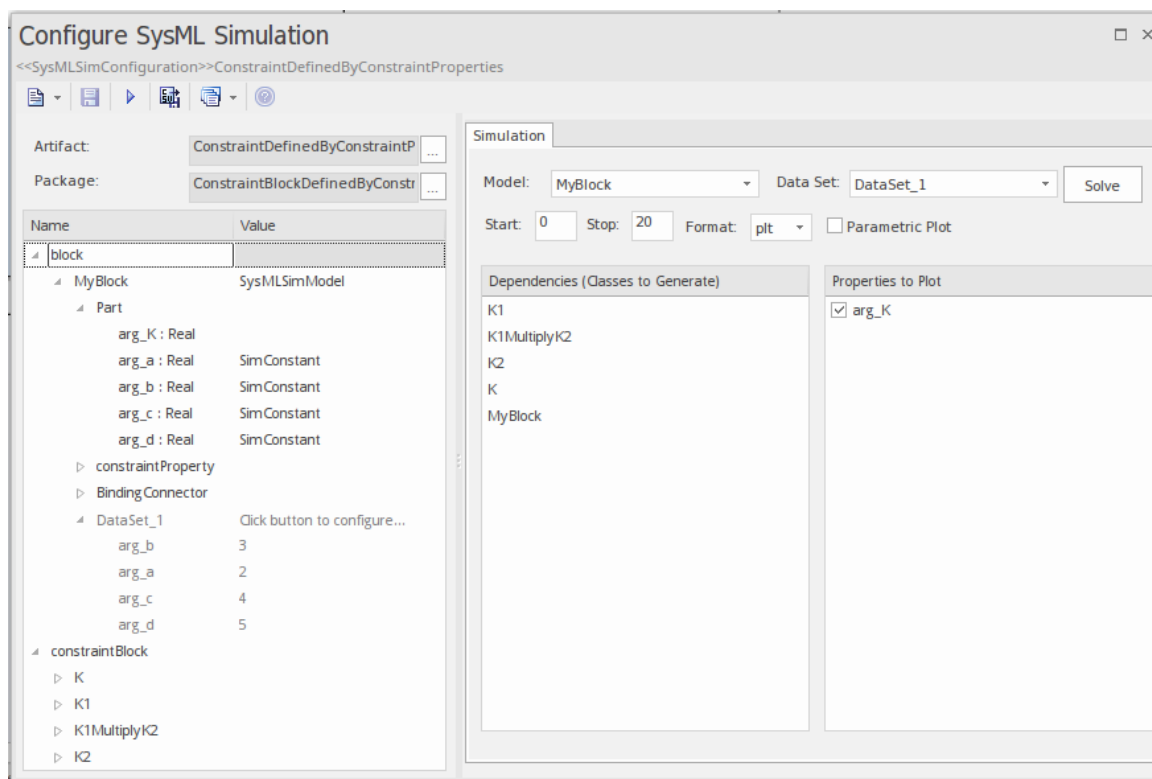 Configure SysML Simulation
<<SysMLSimConfiguration>>ConstraintDefinedByConstraintProperties
Artifact: ConstraintDefinedByConstraintP ...
Package: ConstraintBlockDefinedByConstr ...
Name Value
block
MyBlock SysMLSimModel
Part
arg_K : Real
arg_a : Real SimConstant
arg_b : Real SimConstant
arg_c : Real SimConstant
arg_d : Real SimConstant
constraintProperty
BindingConnector
DataSet_1 Click button to configure...
arg_b 3
arg_a 2
arg_c 4
arg_d 5
constraintBlock
K
K1
K1MultiplyK2
K2
Simulation
Model: MyBlock Data Set: DataSet_1 Solve
Start: 0 Stop: 20 Format: plt Parametric Plot
Dependencies (Classes to Generate)
K1
K1MultiplyK2
K2
K
MyBlock
Properties to Plot
arg_K